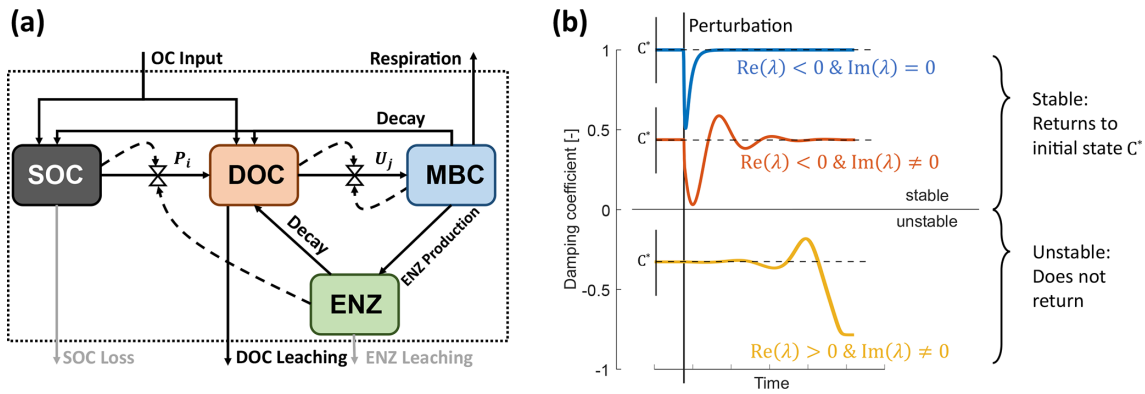 (a)
OC Input
Respiration
Decay
SOC
P_i
DOC
U_j
MBC
Decay
ENZ Production
ENZ
SOC Loss
DOC Leaching
ENZ Leaching
(b)
Perturbation
C*
1
Re(λ) < 0 & Im(λ) = 0
0.5
C*
Re(λ) < 0 & Im(λ) ≠ 0
stable
0
unstable
C*
-0.5
Re(λ) > 0 & Im(λ) ≠ 0
-1
Time
Damping coefficient [-]
Stable:
Returns to
initial state C*
Unstable:
Does not
return